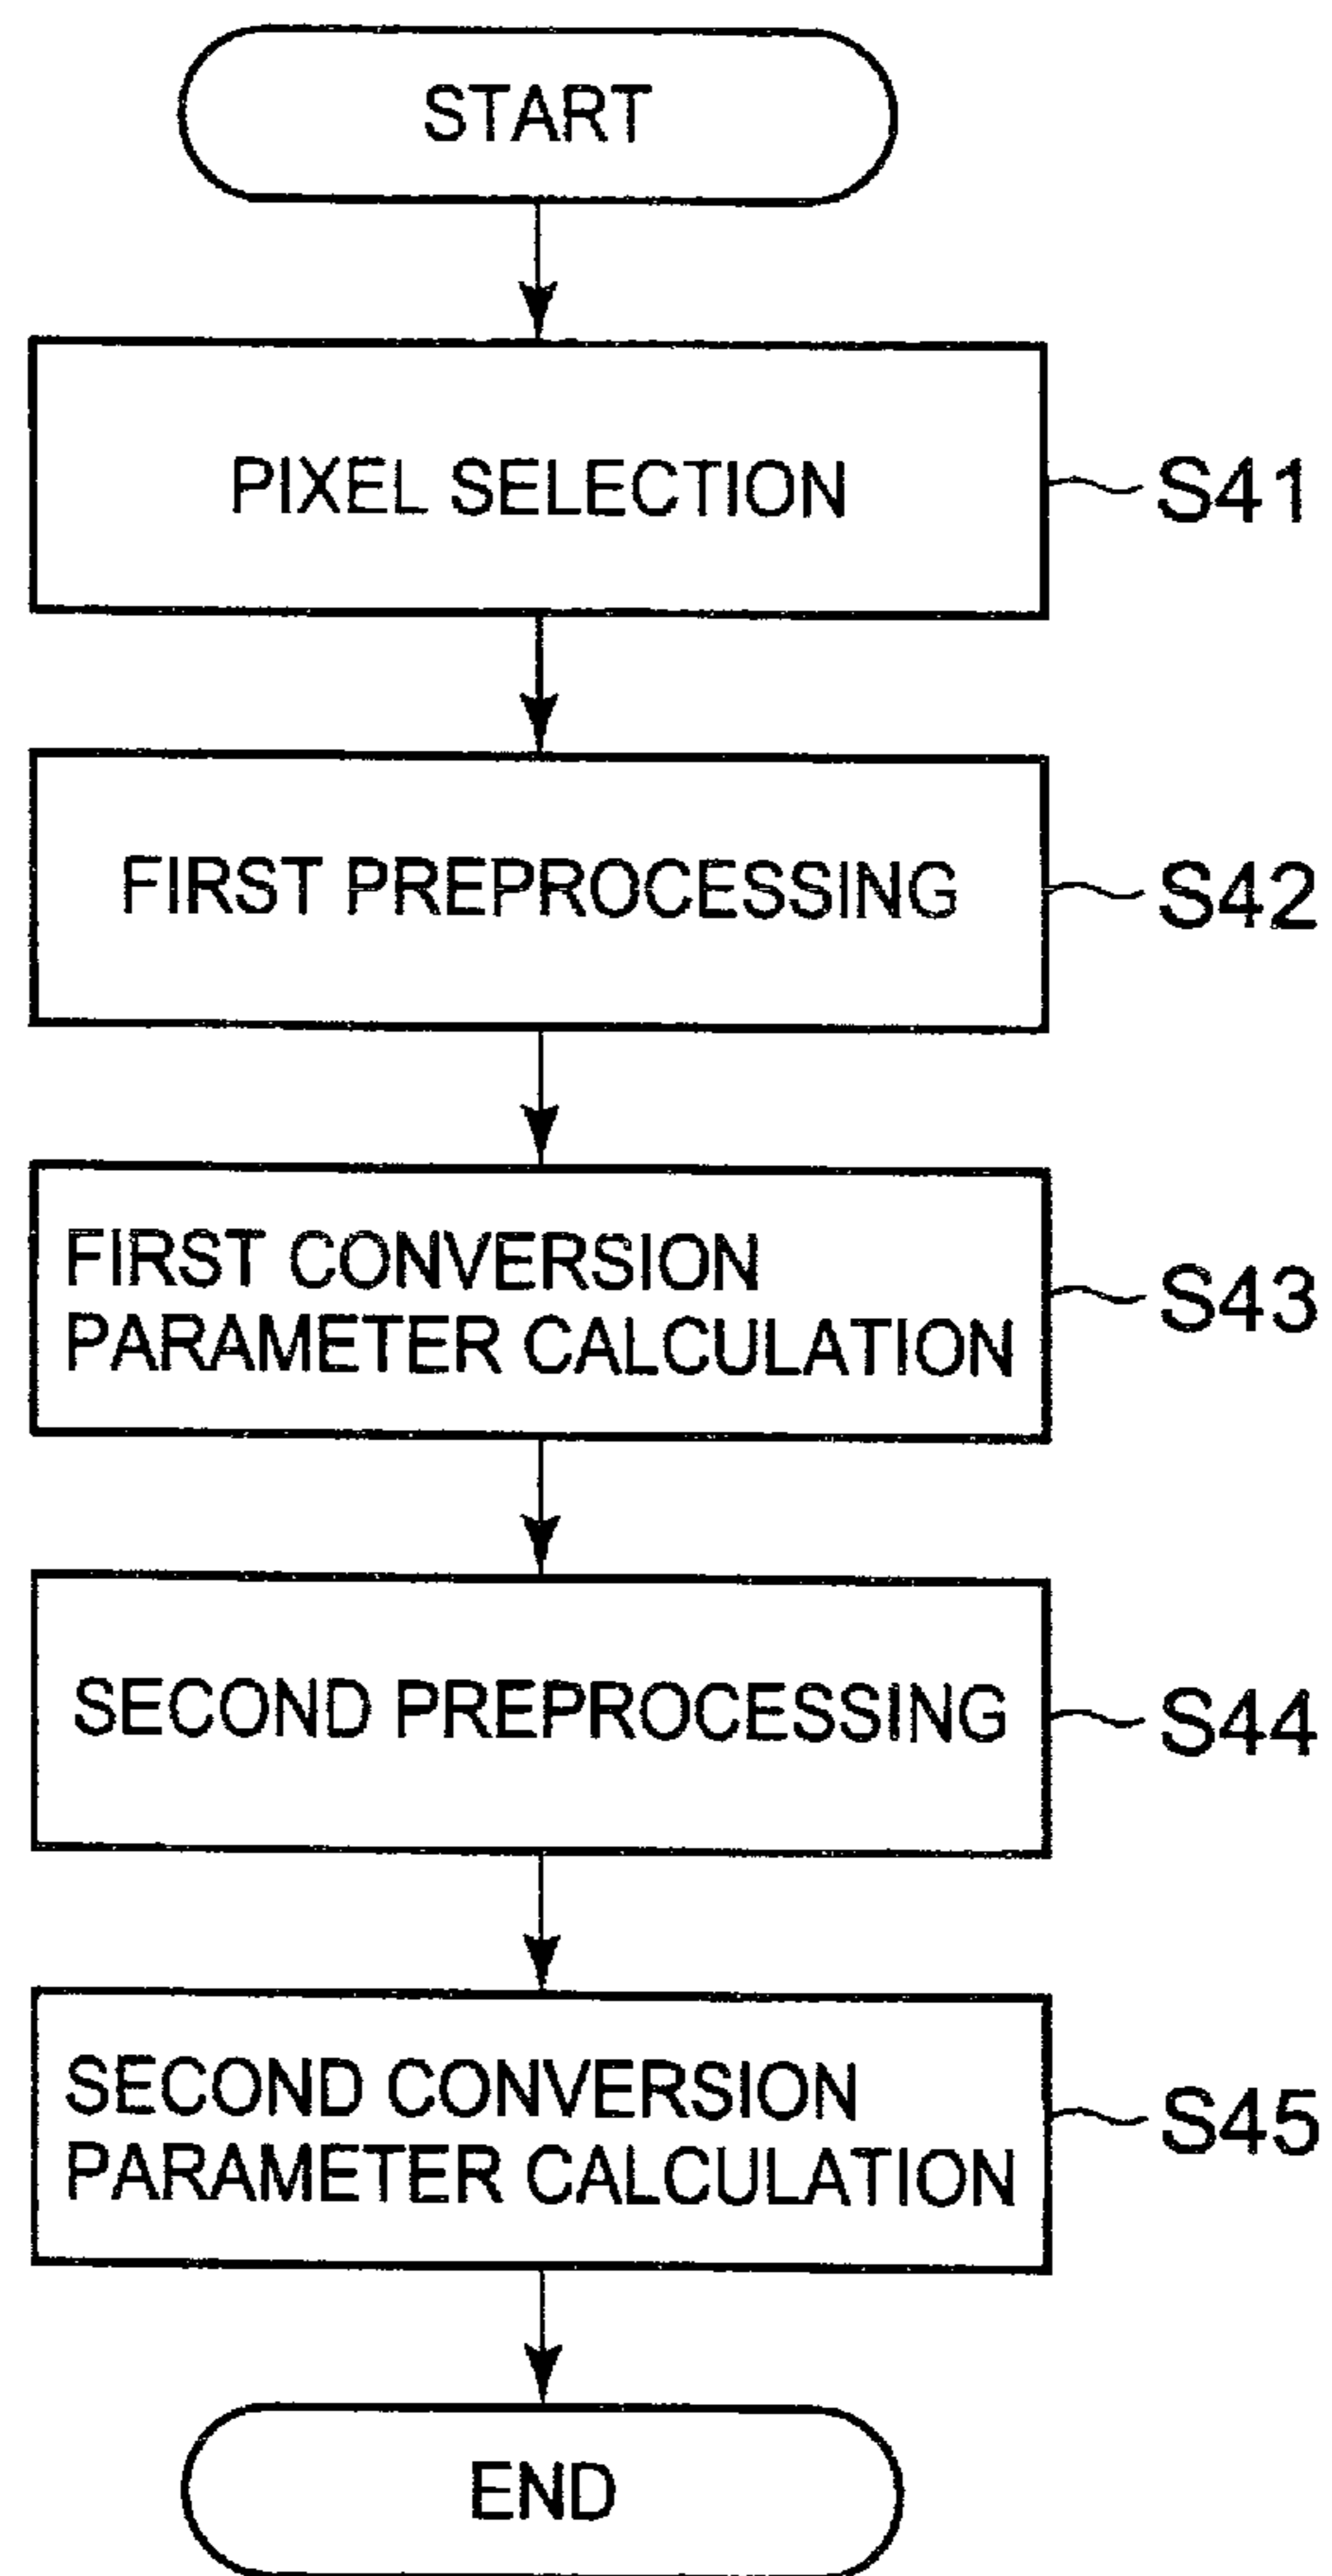 START
PIXEL SELECTION
S41
FIRST PREPROCESSING
S42
FIRST CONVERSION
PARAMETER CALCULATION
S43
SECOND PREPROCESSING
S44
SECOND CONVERSION
PARAMETER CALCULATION
S45
END